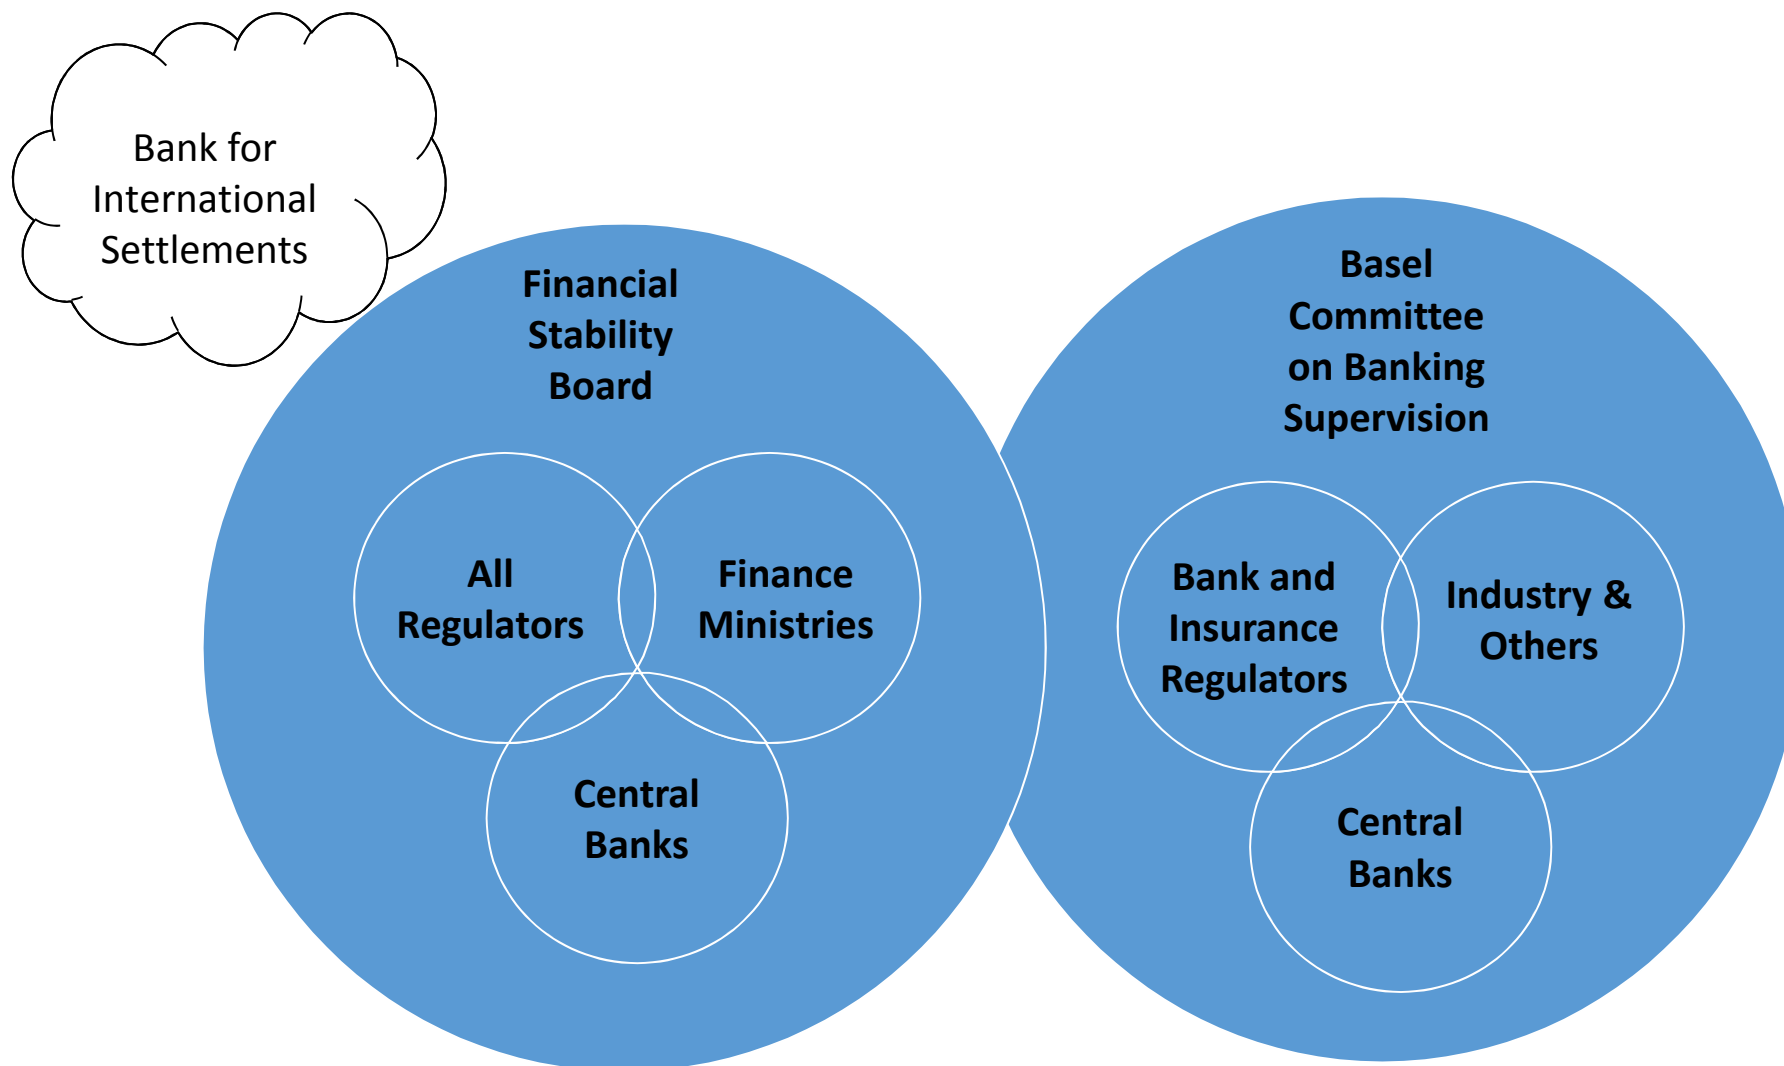 Bank for
International
Settlements
Financial
Stability
Board
All
Regulators
Finance
Ministries
Central
Banks
Basel
Committee
on Banking
Supervision
Bank and
Insurance
Regulators
Industry &
Others
Central
Banks